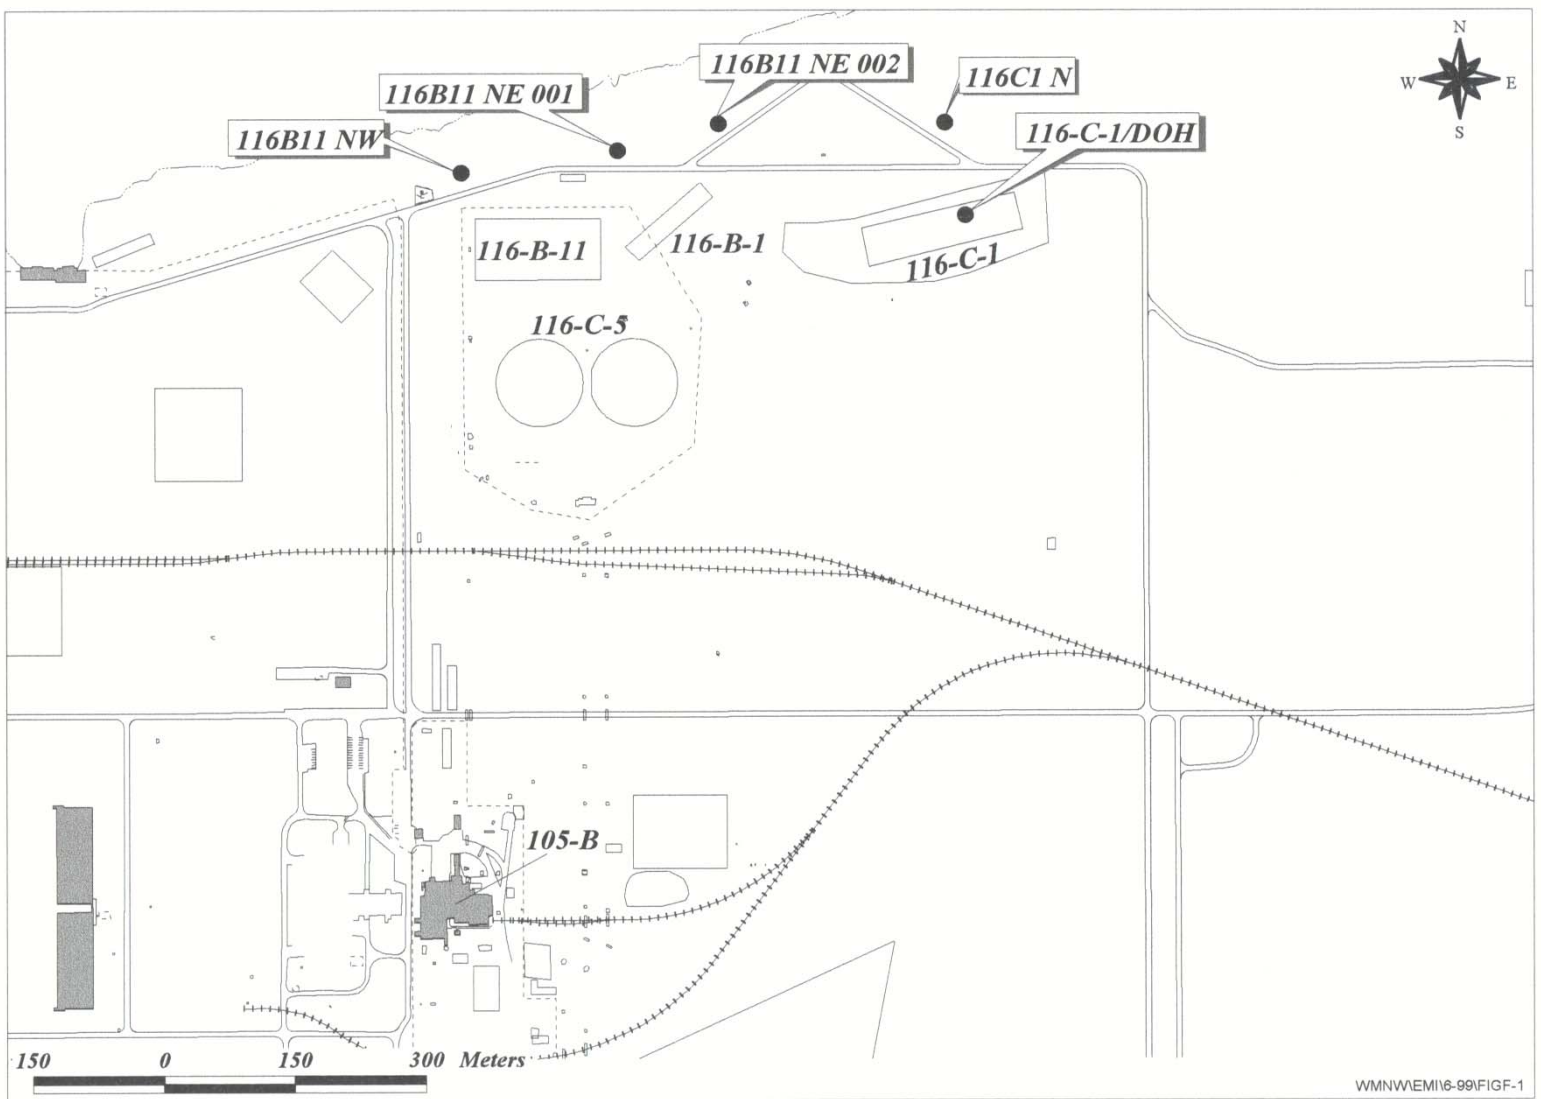 N
116B11 NE 002
116C1 N
W
E
116B11 NE 001
S
116B11 NW
116-C-1/DOH
116-B-11
116-B-1
116-C-1
116-C-5
105-B
150 0 150 300 Meters
WMNW\EMI\6-99\FIGF-1